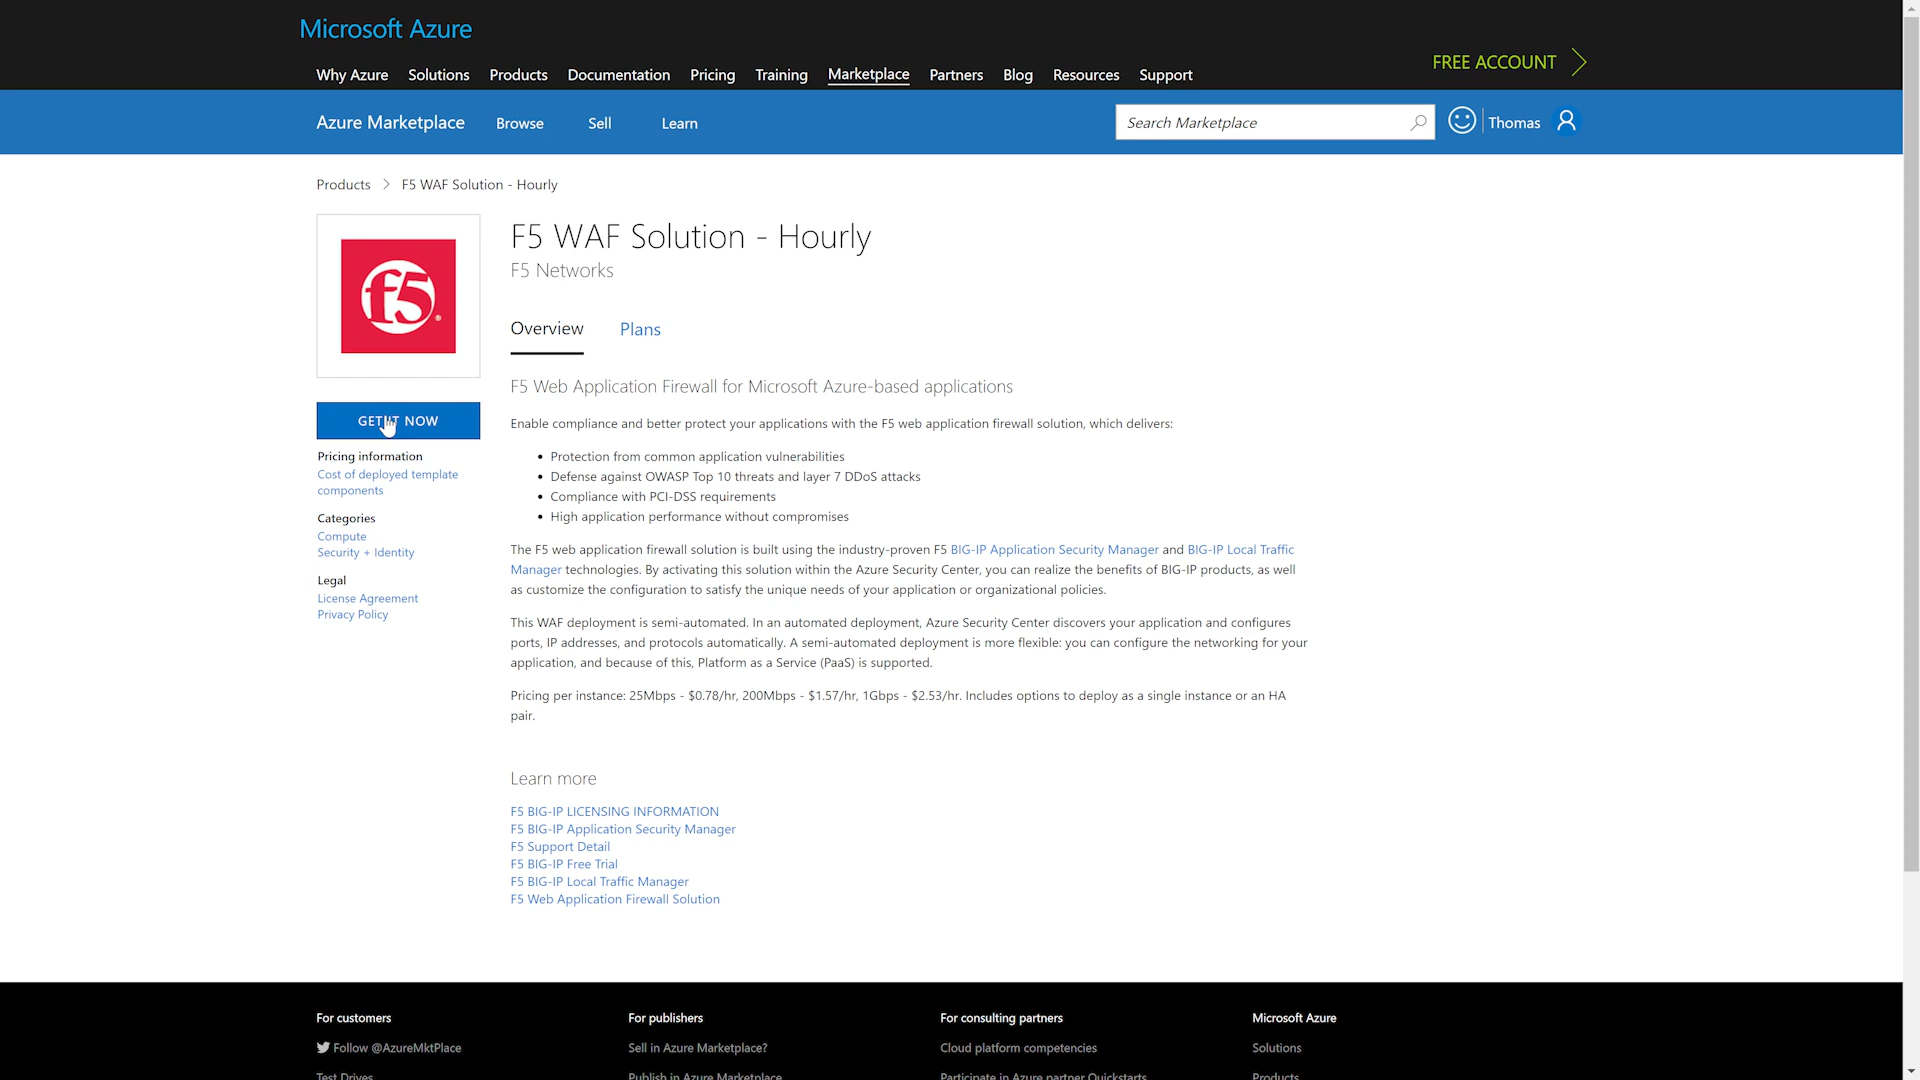 Microsoft Azure
FREE ACCOUNT
Why Azure Solutions Products Documentation Pricing Training Marketplace Partners Blog Resources Support
Azure Marketplace Browse Sell Learn Search Marketplace Thomas
Products > F5 WAF Solution - Hourly
f5
F5 WAF Solution - Hourly
F5 Networks
Overview Plans
GET IT NOW
Pricing information
Cost of deployed template
components
Categories
Compute
Security + Identity
Legal
License Agreement
Privacy Policy
F5 Web Application Firewall for Microsoft Azure-based applications
Enable compliance and better protect your applications with the F5 web application firewall solution, which delivers:
• Protection from common application vulnerabilities
• Defense against OWASP Top 10 threats and layer 7 DDoS attacks
• Compliance with PCI-DSS requirements
• High application performance without compromises
The F5 web application firewall solution is built using the industry-proven F5 BIG-IP Application Security Manager and BIG-IP Local Traffic
Manager technologies. By activating this solution within the Azure Security Center, you can realize the benefits of BIG-IP products, as well
as customize the configuration to satisfy the unique needs of your application or organizational policies.
This WAF deployment is semi-automated. In an automated deployment, Azure Security Center discovers your application and configures
ports, IP addresses, and protocols automatically. A semi-automated deployment is more flexible: you can configure the networking for your
application, and because of this, Platform as a Service (PaaS) is supported.
Pricing per instance: 25Mbps - $0.78/hr, 200Mbps - $1.57/hr, 1Gbps - $2.53/hr. Includes options to deploy as a single instance or an HA
pair.
Learn more
F5 BIG-IP LICENSING INFORMATION
F5 BIG-IP Application Security Manager
F5 Support Detail
F5 BIG-IP Free Trial
F5 BIG-IP Local Traffic Manager
F5 Web Application Firewall Solution
For customers For publishers For consulting partners Microsoft Azure
Follow @AzureMktPlace Sell in Azure Marketplace? Cloud platform competencies Solutions
Test Drives Publish in Azure Marketplace Participate in Azure partner Quickstarts Products